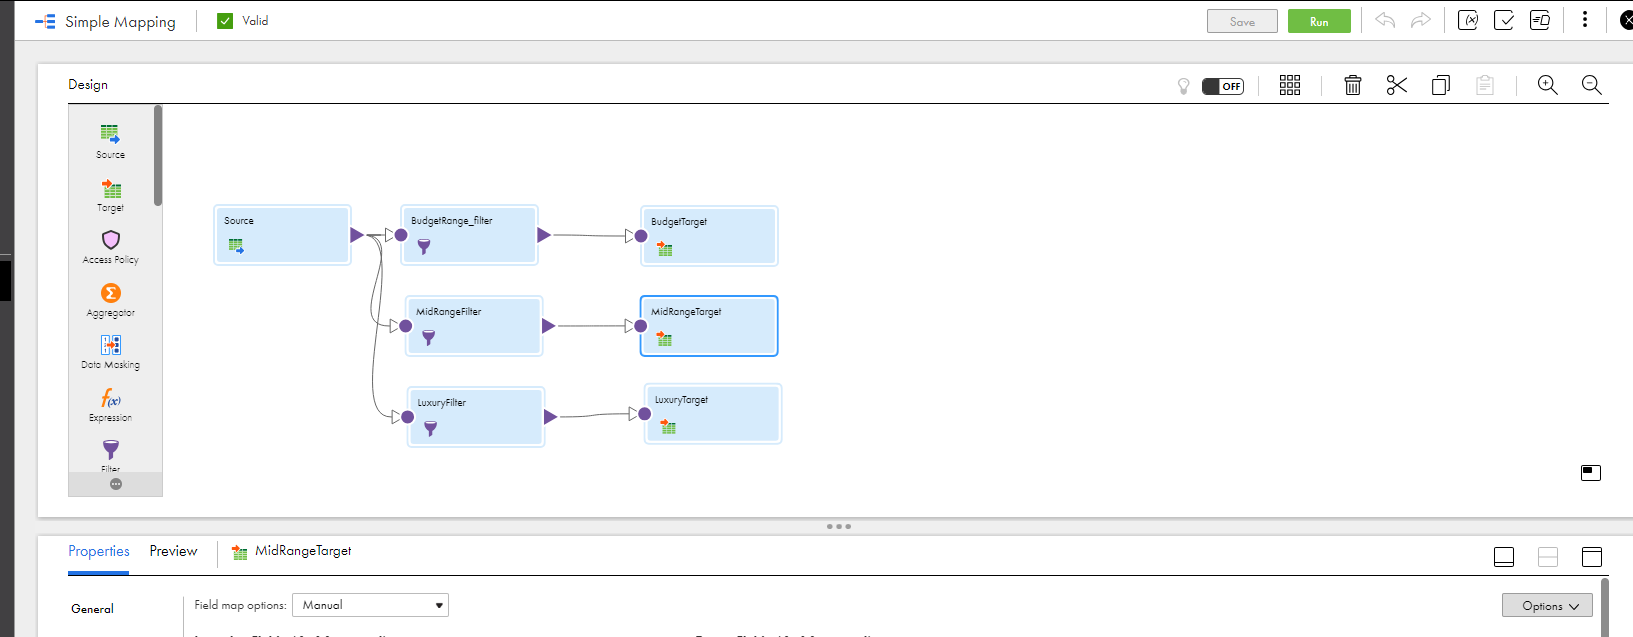 Simple Mapping
Valid
Save
Run
Design
OFF
Source
Target
Access Policy
Aggregator
Data Masking
Expression
Filter
Source
BudgetRange_filter
BudgetTarget
MidRangeFilter
MidRangeTarget
LuxuryFilter
LuxuryTarget
Properties
Preview
MidRangeTarget
General
Field map options:
Manual
Options